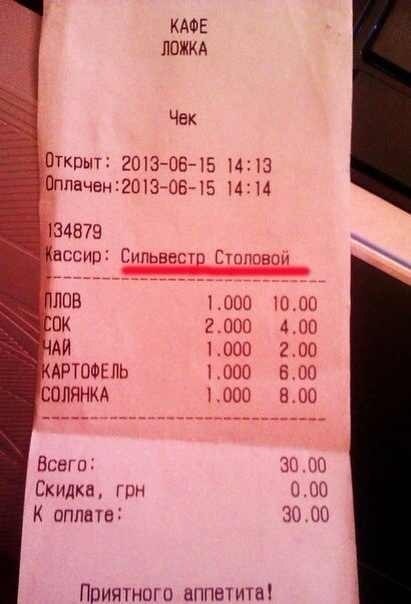 КАФЕ
ЛОЖКА
Чек
Открыт: 2013-06-15 14:13
Оплачен:2013-06-15 14:14
134879
Кассир: Сильвестр Столовой
ПЛОВ 1.000 10.00
СОК 2.000 4.00
ЧАЙ 1.000 2.00
КАРТОФЕЛЬ 1.000 6.00
СОЛЯНКА 1.000 8.00
Всего: 30.00
Скидка, грн 0.00
К оплате: 30.00
Приятного аппетита!